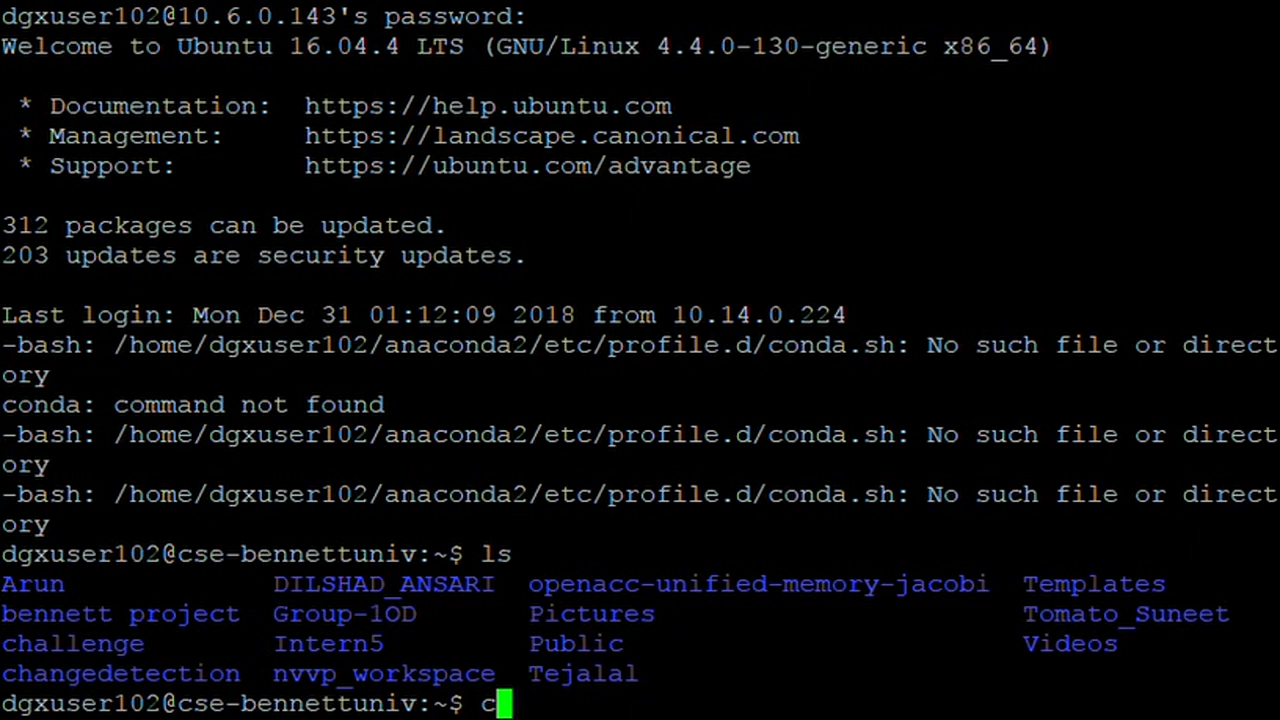 dgxuser102@10.6.0.143's password:
Welcome to Ubuntu 16.04.4 LTS (GNU/Linux 4.4.0-130-generic x86_64)
* Documentation: https://help.ubuntu.com
* Management: https://landscape.canonical.com
* Support: https://ubuntu.com/advantage
312 packages can be updated.
203 updates are security updates.
Last login: Mon Dec 31 01:12:09 2018 from 10.14.0.224
-bash: /home/dgxuser102/anaconda2/etc/profile.d/conda.sh: No such file or direct
ory
conda: command not found
-bash: /home/dgxuser102/anaconda2/etc/profile.d/conda.sh: No such file or direct
ory
-bash: /home/dgxuser102/anaconda2/etc/profile.d/conda.sh: No such file or direct
ory
dgxuser102@cse-bennettuniv:~$ ls
Arun DILSHAD_ANSARI openacc-unified-memory-jacobi Templates
bennett project Group-1OD Pictures Tomato_Suneet
challenge Intern5 Public Videos
changedetection nvvp_workspace Tejalal
dgxuser102@cse-bennettuniv:~$ c